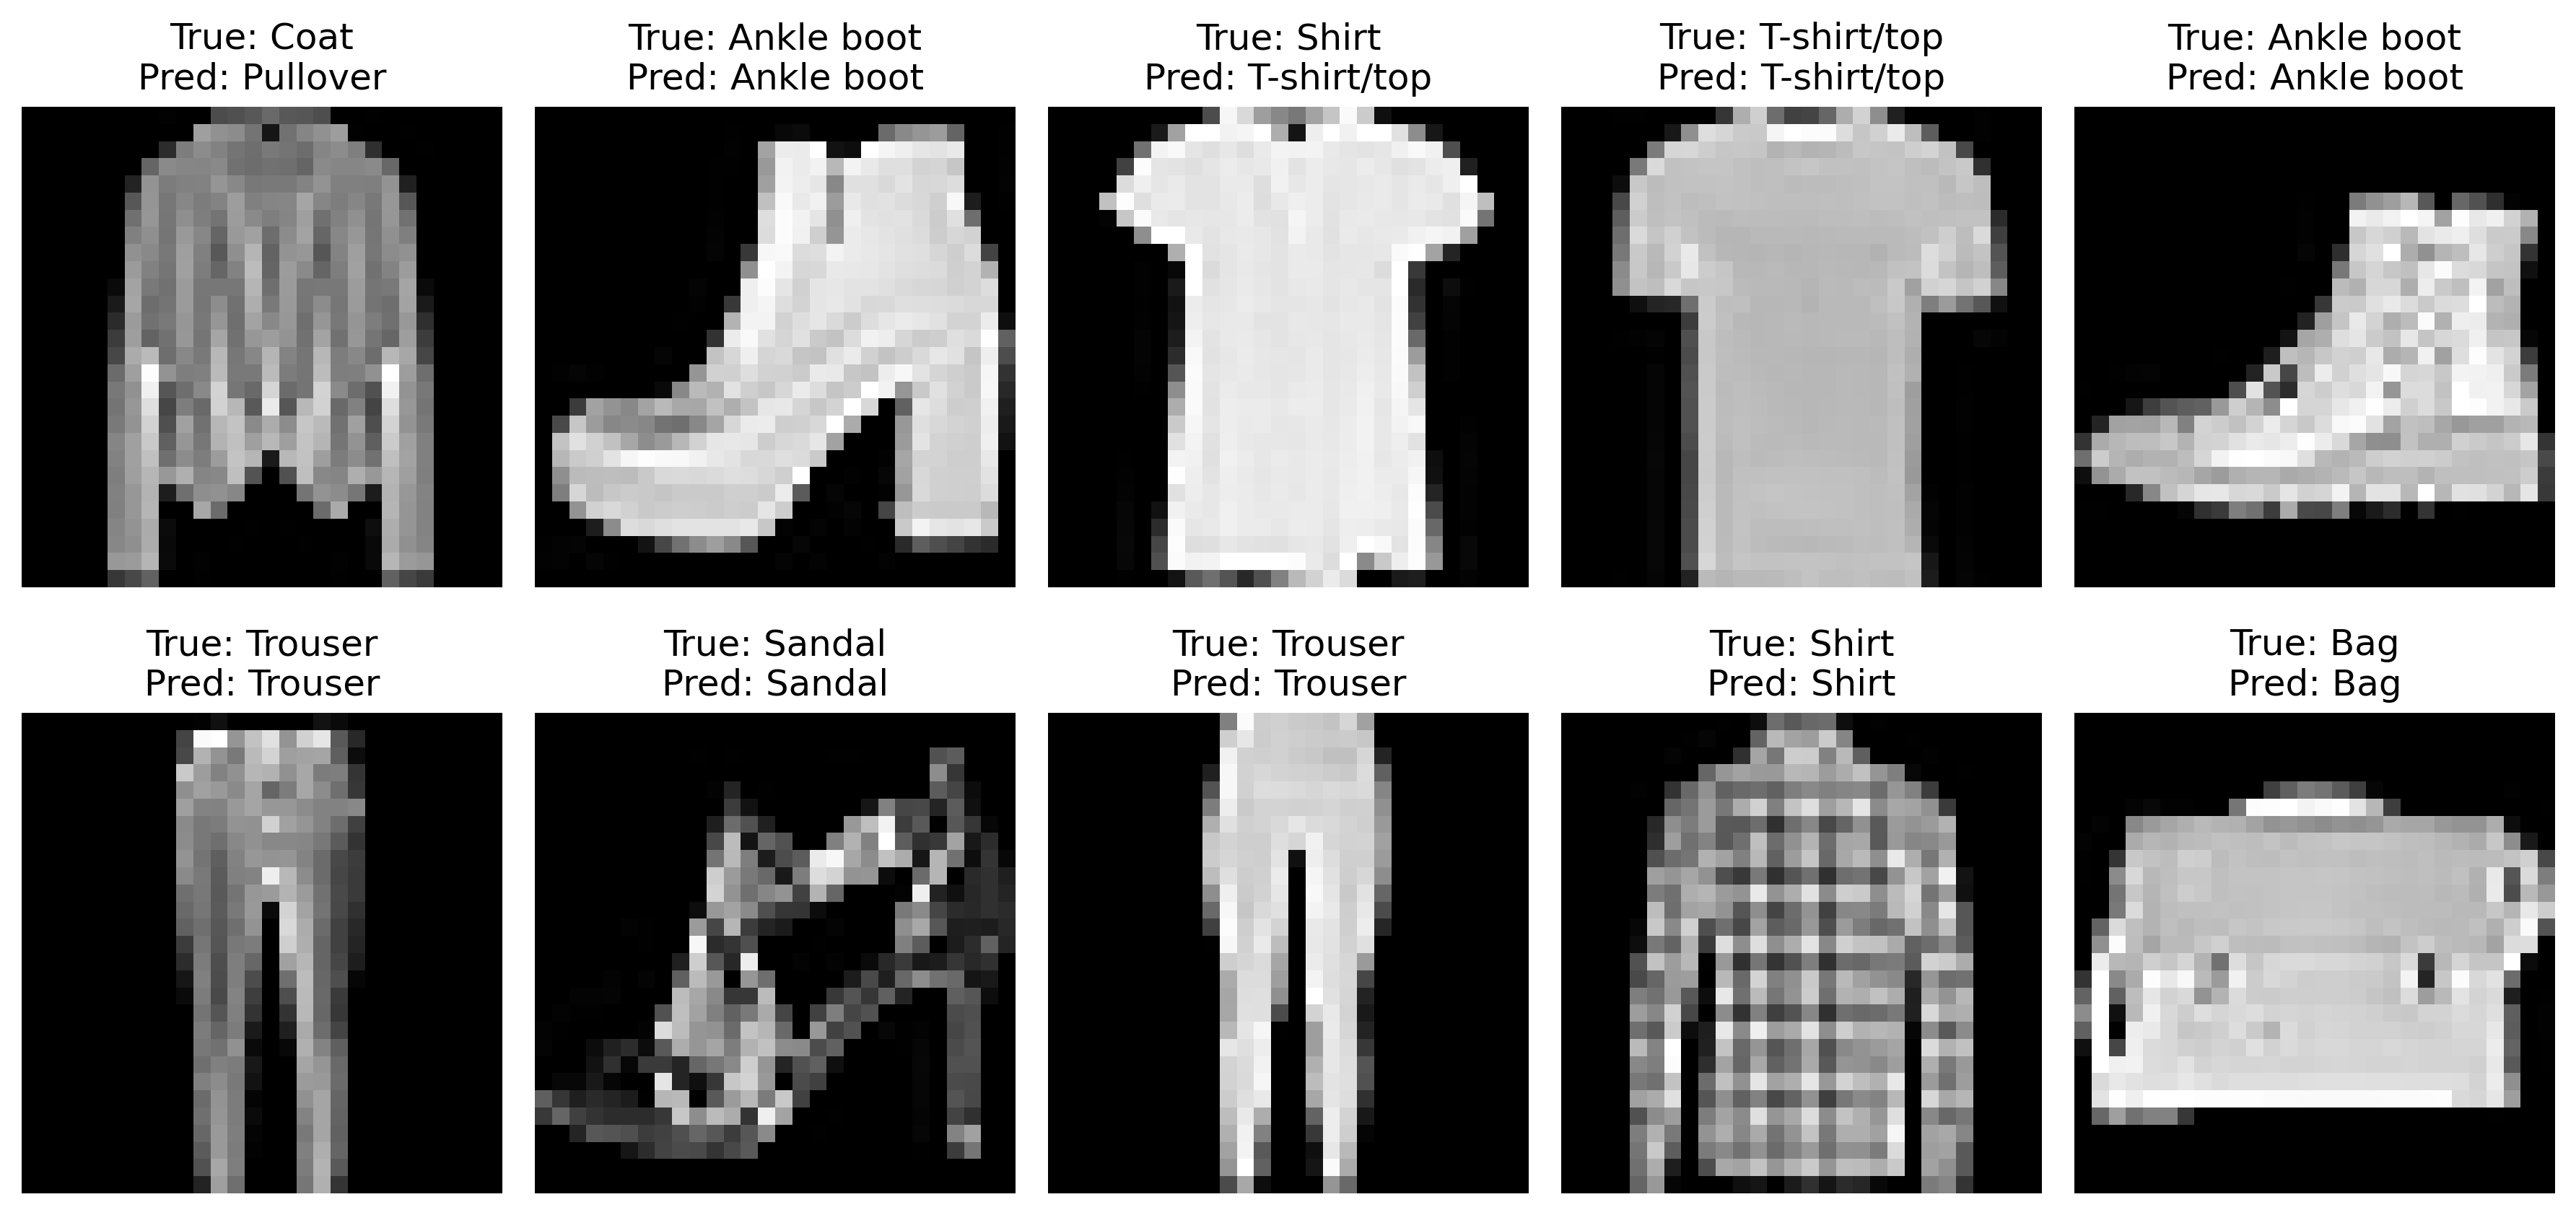 True: Coat
Pred: Pullover
True: Ankle boot
Pred: Ankle boot
True: Shirt
Pred: T-shirt/top
True: T-shirt/top
Pred: T-shirt/top
True: Ankle boot
Pred: Ankle boot
True: Trouser
Pred: Trouser
True: Sandal
Pred: Sandal
True: Trouser
Pred: Trouser
True: Shirt
Pred: Shirt
True: Bag
Pred: Bag